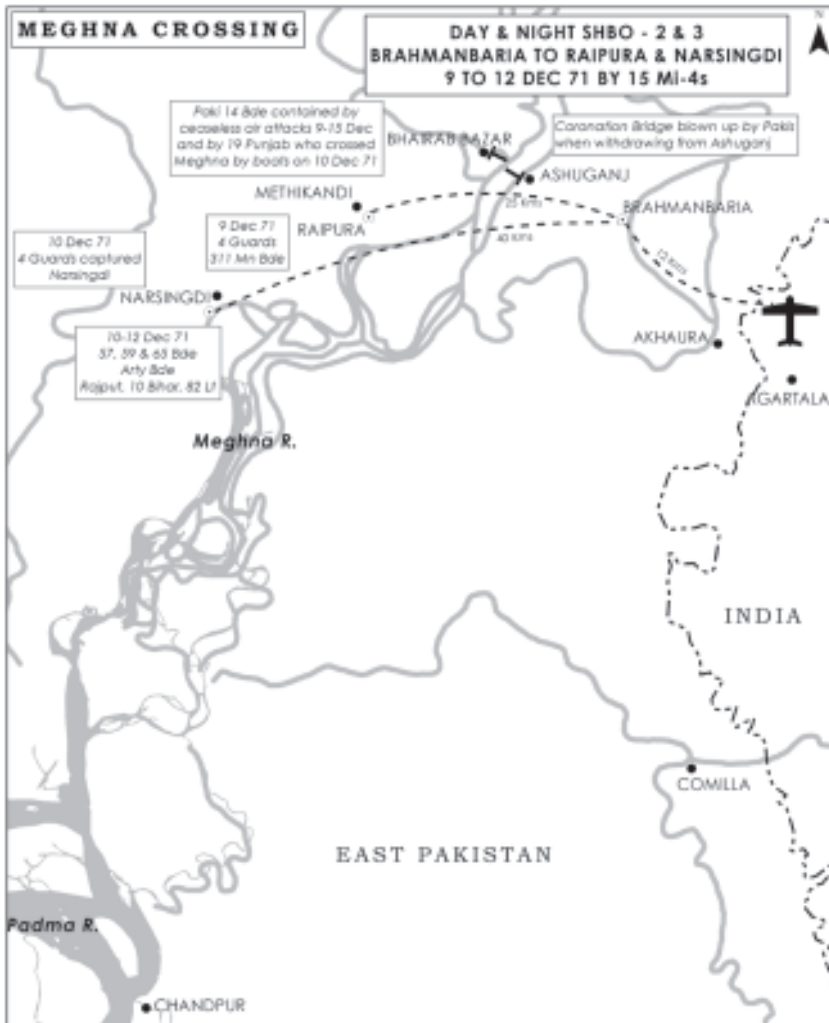 N
MEGHNA CROSSING
DAY & NIGHT SHBO - 2 & 3
BRAHMANBARIA TO RAIPURA & NARSINGDI
9 TO 12 DEC 71 BY 15 Mi-4s
Paki 14 Bde contained by
ceaseless air attacks 9-15 Dec
and by 19 Punjab who crossed
Meghna by boats on 10 Dec 71
BHAIRAB BAZAR
Coronation Bridge blown up by Pakis
when withdrawing from Ashuganj
ASHUGANJ
METHIKANDI
25 Kms
BRAHMANBARIA
RAIPURA
9 Dec 71
4 Guards
311 Mn Bde
40 Kms
10 Dec 71
4 Guards captured
Narsingdi
NARSINGDI
AKHAURA
10-12 Dec 71
Arty Bde
Rajput, 10 Bihar, 82 Lt
AGARTALA
Meghna R.
INDIA
COMILLA
EAST PAKISTAN
Padma R.
CHANDPUR